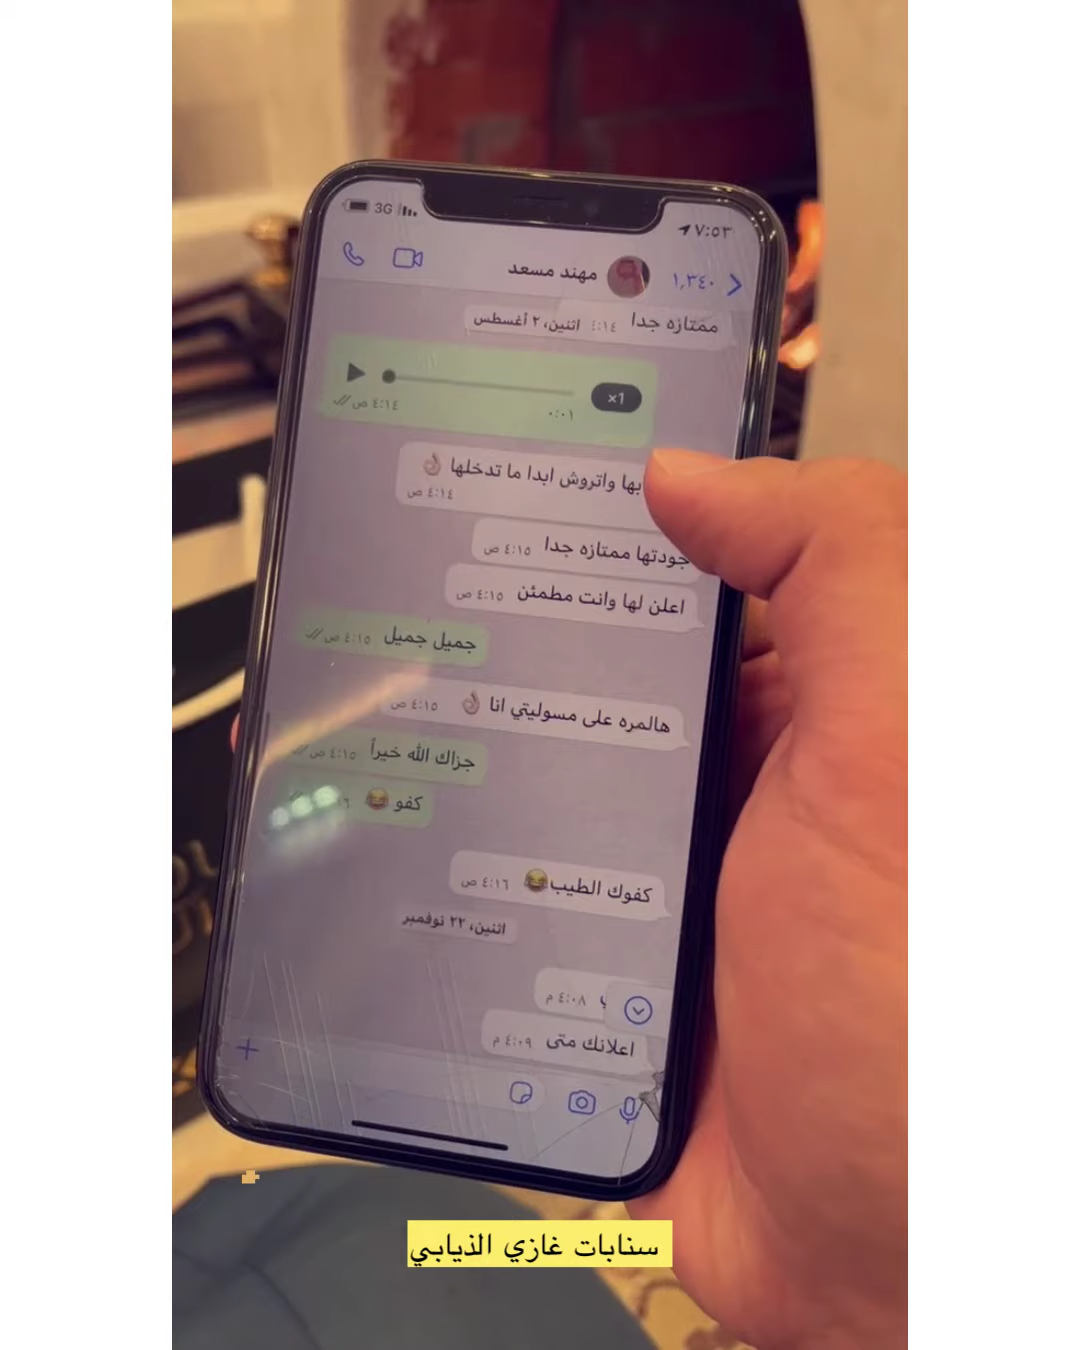 3G ٧:٥٣
مهند مسعد ١,٣٤٠
ممتازه جدا ٤:١٤
اثنين، ٢ أغسطس
×1
٠:٠١ ٤:١٤ ص
بها واتروش ابدا ما تدخلها 👌🏼
٤:١٤ ص
جودتها ممتازه جدا ٤:١٥ ص
اعلن لها وانت مطمئن ٤:١٥ ص
جميل جميل ٤:١٥ ص
هالمره على مسوليتي انا 👌🏼 ٤:١٥ ص
جزاك الله خيراً ٤:١٥ ص
كفو 😂
كفوك الطيب😂 ٤:١٦ ص
اثنين، ٢٢ نوفمبر
٤:٠٨ م
اعلانك متى ٤:٠٩ م
سنابات غازي الذيابي